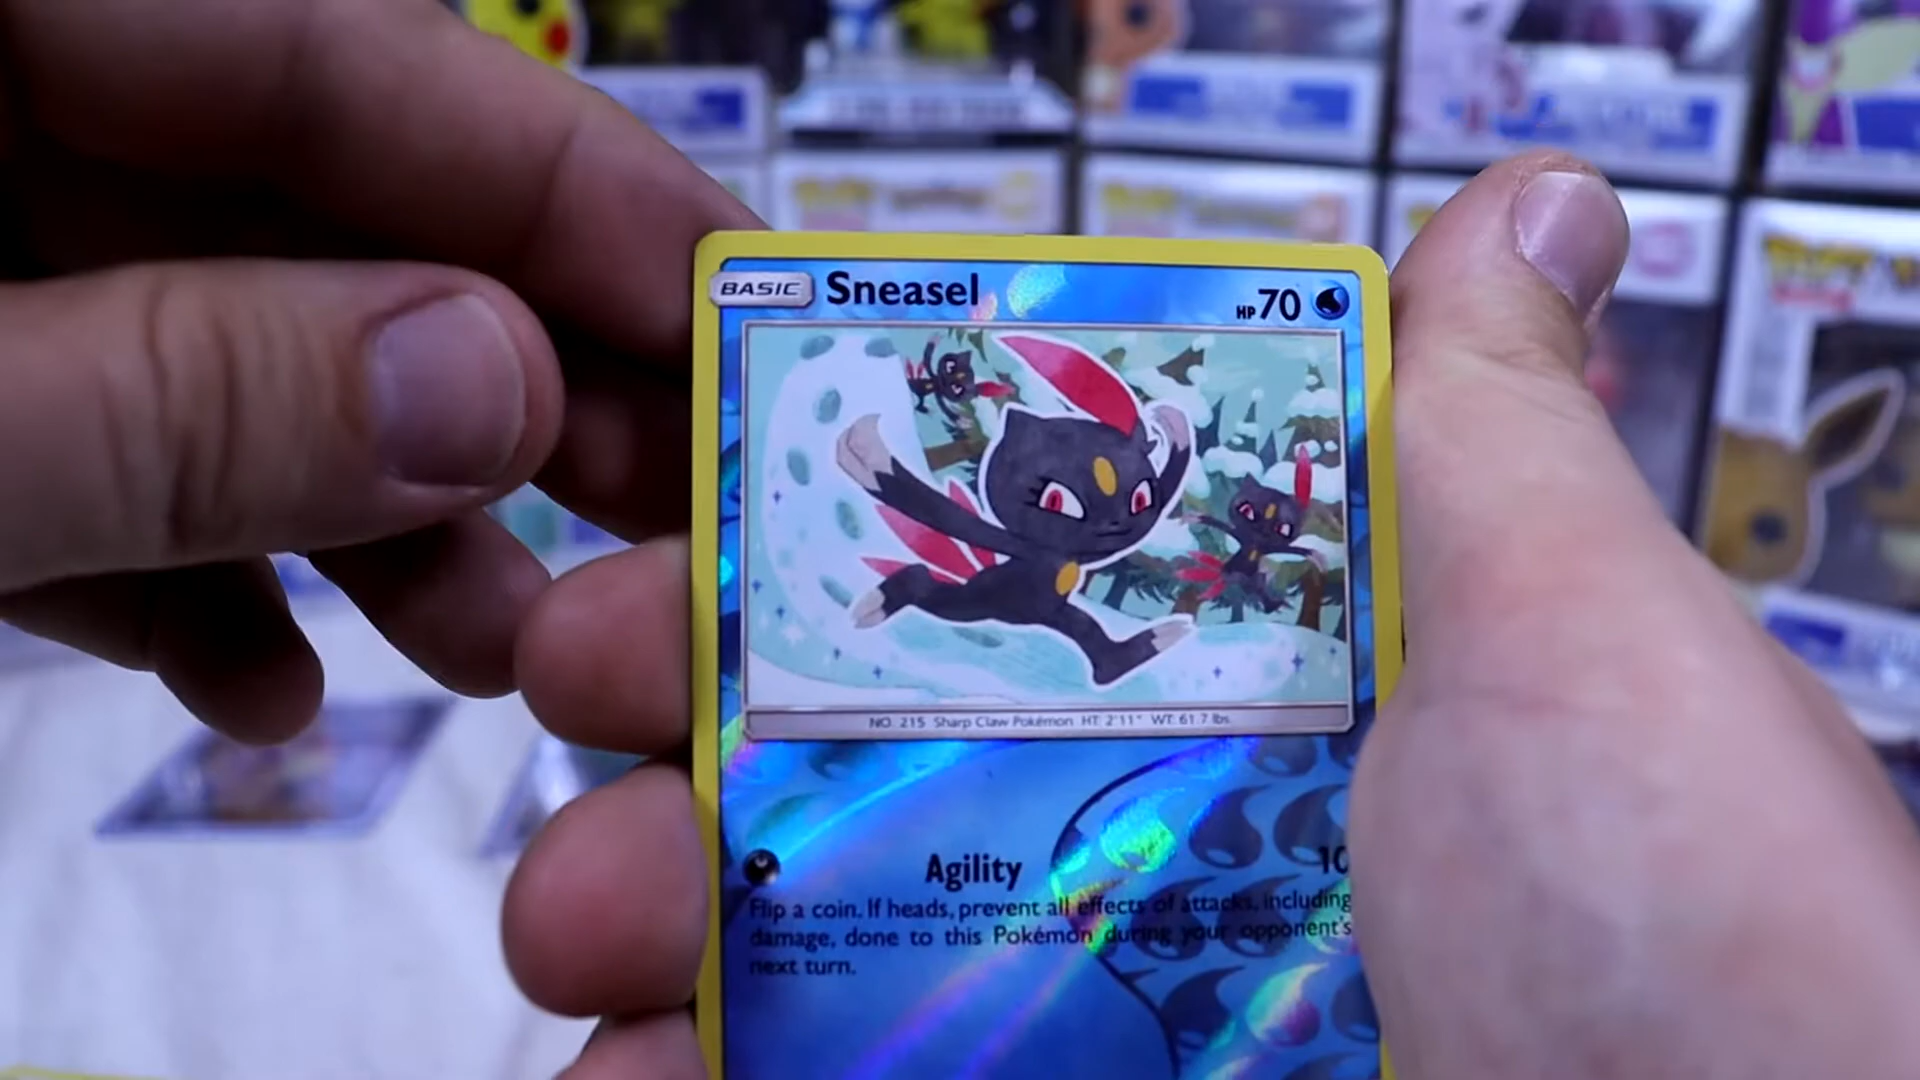 BASIC Sneasel HP 70
NO. 215 Sharp Claw Pokémon HT: 2'11" WT: 61.7 lbs.
Agility 10
Flip a coin. If heads, prevent all effects of attacks, including
damage, done to this Pokémon during your opponent's
next turn.